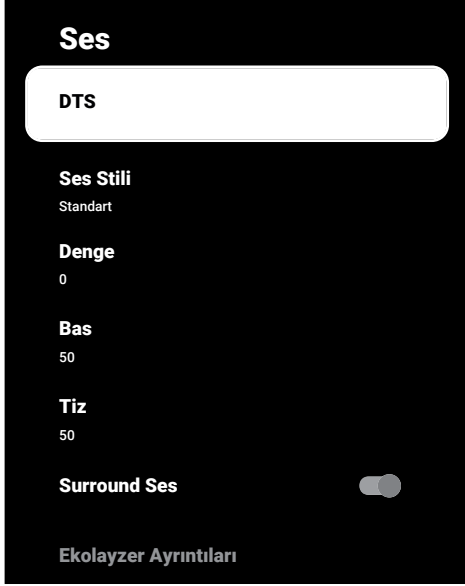 Ses
DTS
Ses Stili
Standart
Denge
0
Bas
50
Tiz
50
Surround Ses
Ekolayzer Ayrıntıları